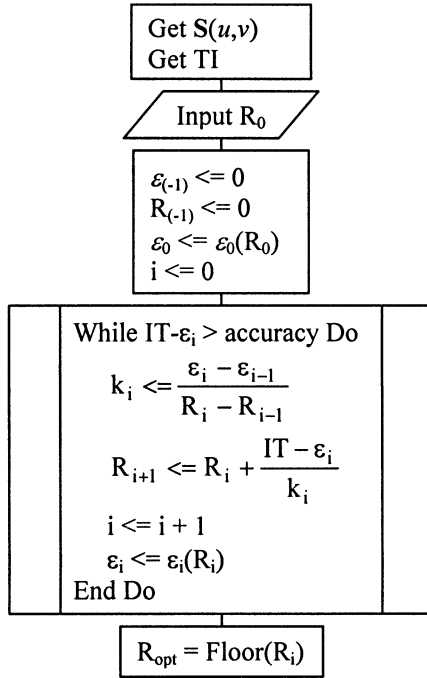 Get S(u,v)
Get TI
Input R₀
ε₍₋₁₎ <= 0
R₍₋₁₎ <= 0
ε₀ <= ε₀(R₀)
i <= 0
While IT-εᵢ > accuracy Do
kᵢ <= (εᵢ − εᵢ₋₁) / (Rᵢ − Rᵢ₋₁)
Rᵢ₊₁ <= Rᵢ + (IT − εᵢ) / kᵢ
i <= i + 1
εᵢ <= εᵢ(Rᵢ)
End Do
Rₒₚₜ = Floor(Rᵢ)